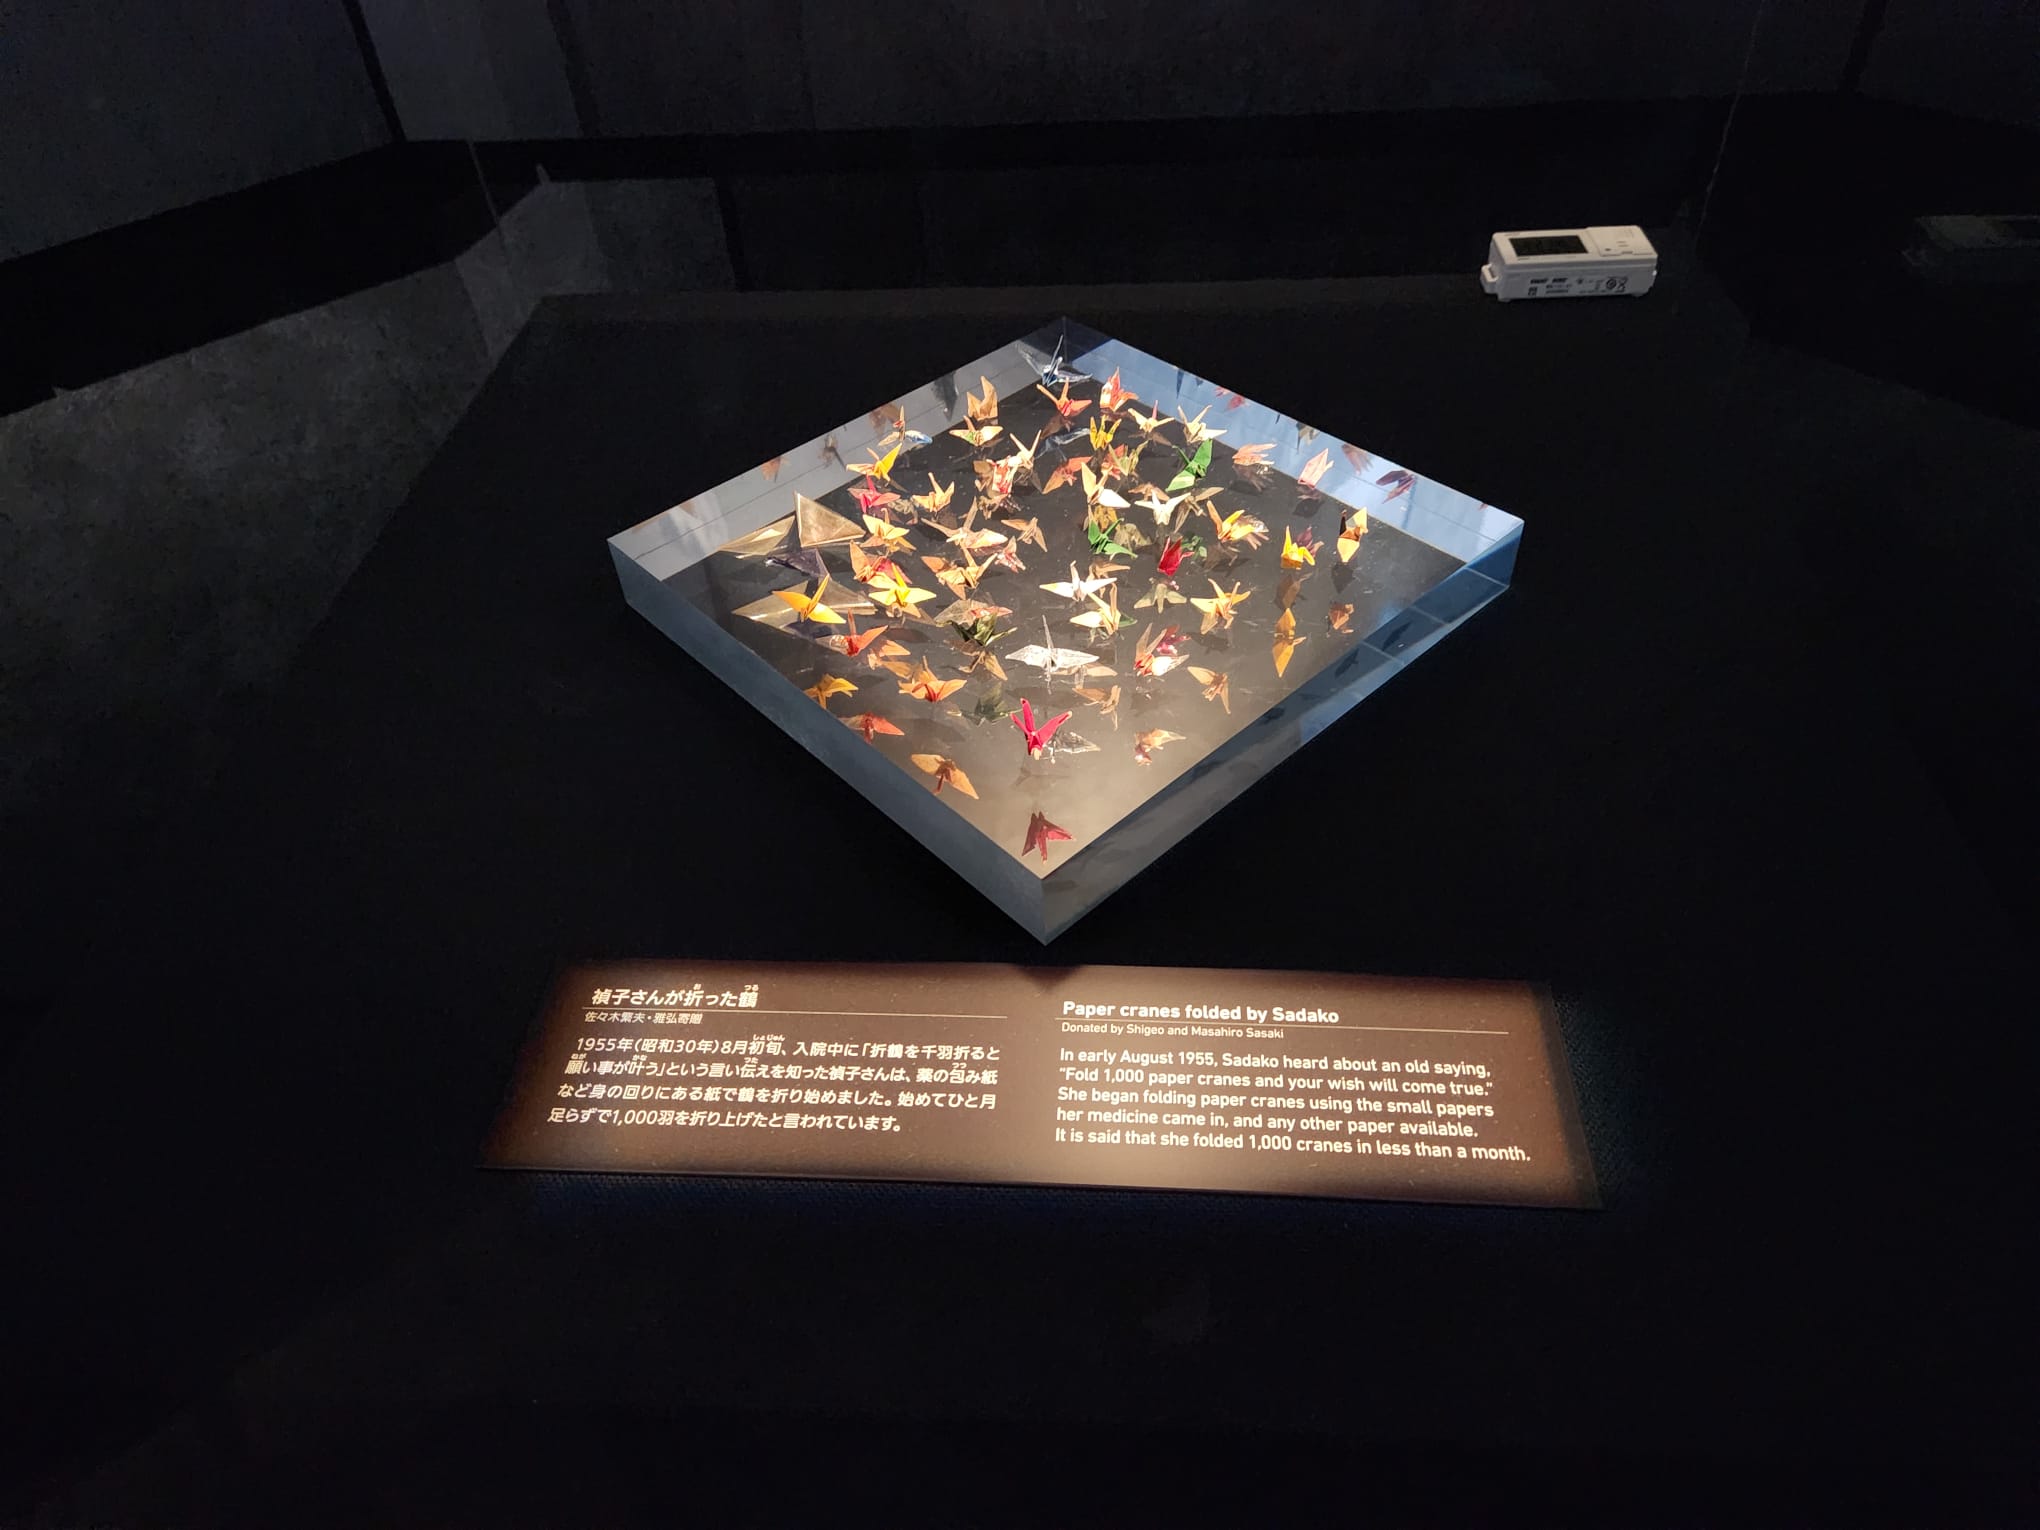 禎子さんが折った鶴
佐々木繁夫・雅弘寄贈
1955年(昭和30年)8月初旬、入院中に「折鶴を千羽折ると
願い事が叶う」という言い伝えを知った禎子さんは、薬の包み紙
など身の回りにある紙で鶴を折り始めました。始めてひと月
足らずで1,000羽を折り上げたと言われています。
Paper cranes folded by Sadako
Donated by Shigeo and Masahiro Sasaki
In early August 1955, Sadako heard about an old saying,
“Fold 1,000 paper cranes and your wish will come true.”
She began folding paper cranes using the small papers
her medicine came in, and any other paper available.
It is said that she folded 1,000 cranes in less than a month.